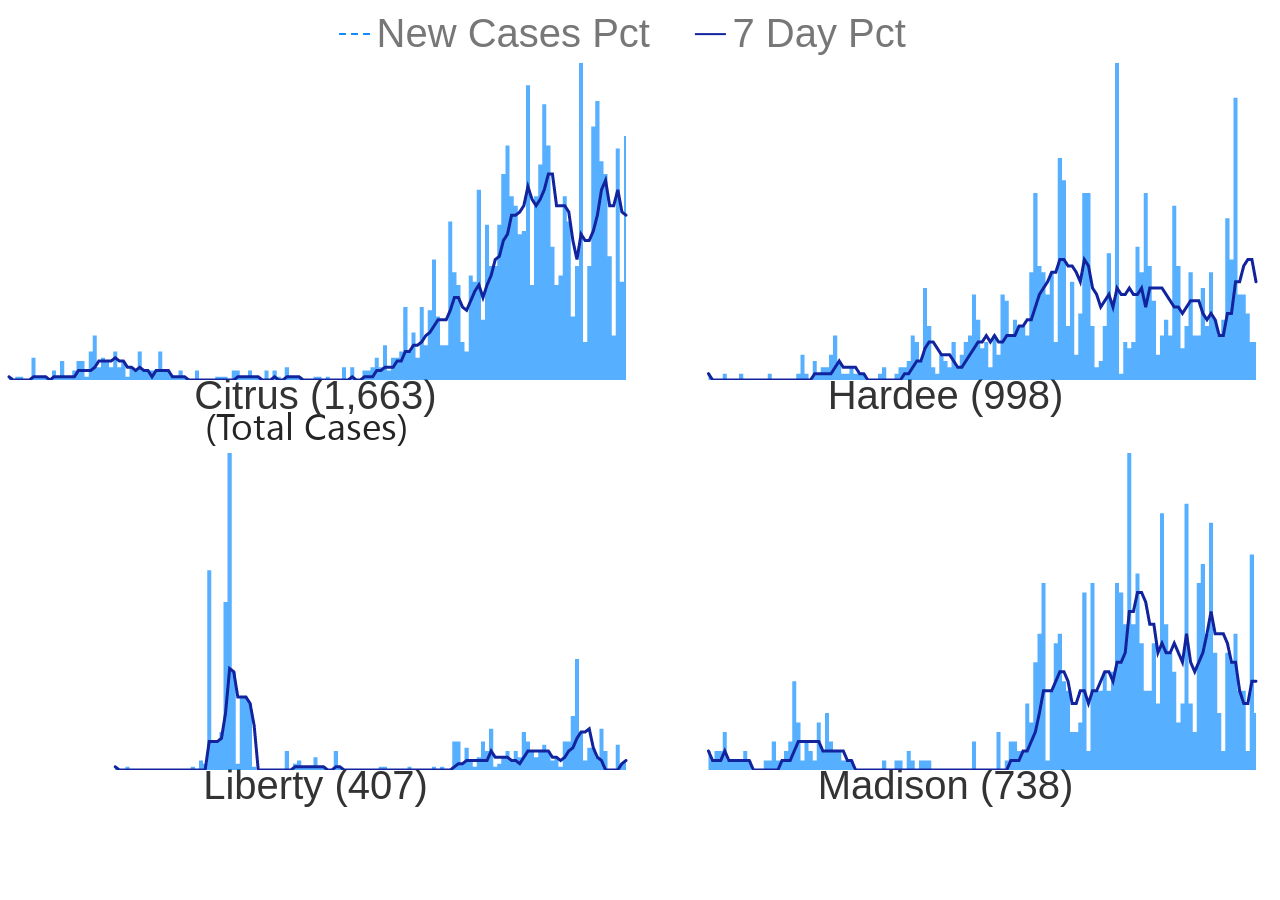 New Cases Pct 7 Day Pct
Citrus (1,663)
(Total Cases)
Hardee (998)
Liberty (407)
Madison (738)